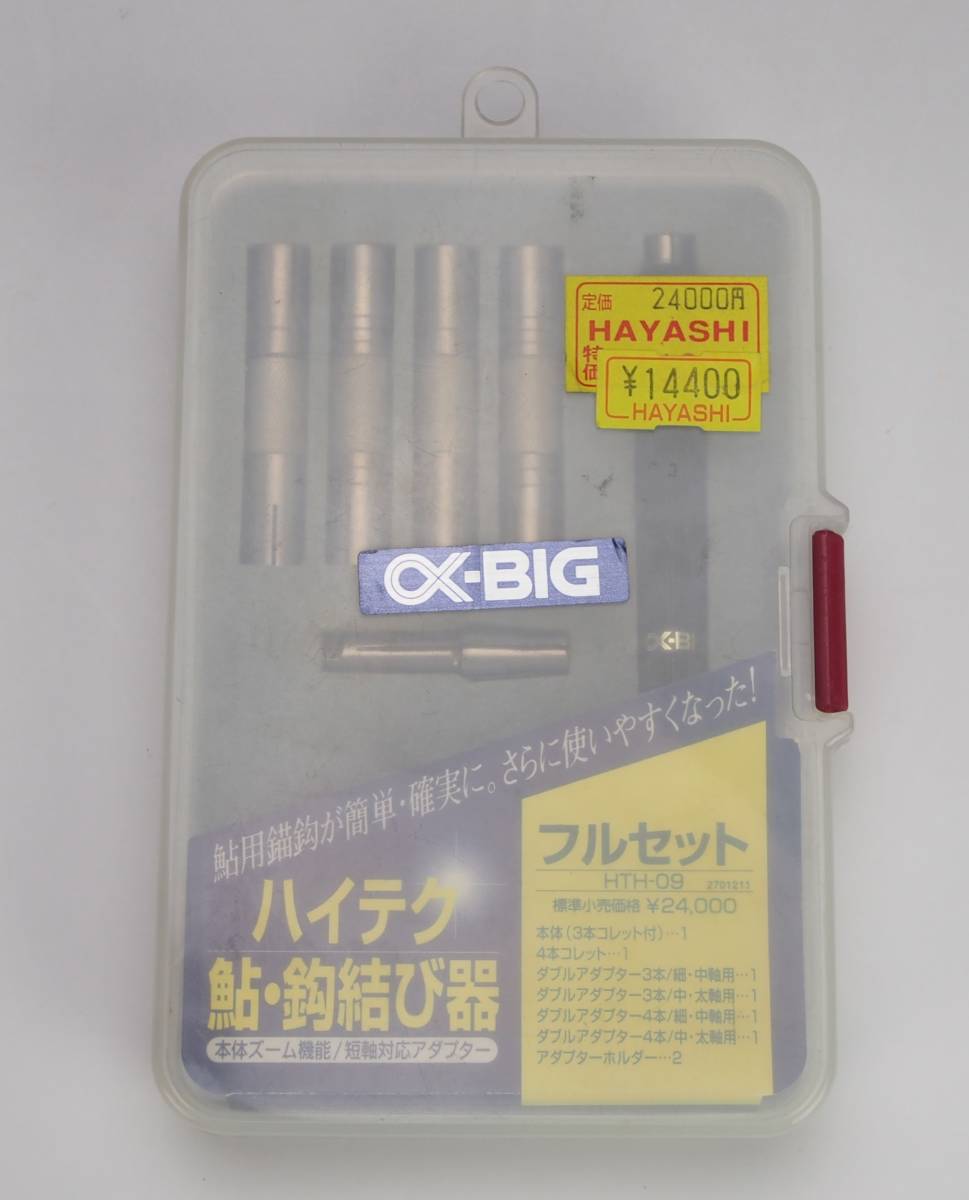 定価 24000円
HAYASHI
特価
¥14400
HAYASHI
α-BIG
α-BI
鮎用錨鈎が簡単・確実に。さらに使いやすくなった!
ハイテク
鮎・鈎結び器
本体ズーム機能/短軸対応アダプター
フルセット
HTH-09 2701211
標準小売価格 ¥24,000
本体(3本コレット付)…1
4本コレット…1
ダブルアダプター3本/細・中軸用…1
ダブルアダプター3本/中・太軸用…1
ダブルアダプター4本/細・中軸用…1
ダブルアダプター4本/中・太軸用…1
アダプターホルダー…2